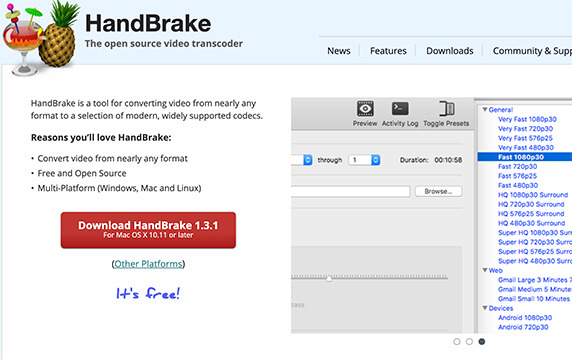 HandBrake
The open source video transcoder
News Features Downloads Community & Supp
HandBrake is a tool for converting video from nearly any
format to a selection of modern, widely supported codecs.
Reasons you'll love HandBrake:
• Convert video from nearly any format
• Free and Open Source
• Multi-Platform (Windows, Mac and Linux)
Download HandBrake 1.3.1
For Mac OS X 10.11 or later
(Other Platforms)
It's free!
Preview Activity Log Toggle Presets
through 1 Duration: 00:10:58
Browse...
General
Very Fast 1080p30
Very Fast 720p30
Very Fast 576p25
Very Fast 480p30
Fast 1080p30
Fast 720p30
Fast 576p25
Fast 480p30
HQ 1080p30 Surround
HQ 720p30 Surround
HQ 576p25 Surround
HQ 480p30 Surround
Super HQ 1080p30 Surr
Super HQ 720p30 Surro
Super HQ 576p25 Surro
Super HQ 480p30 Surro
Web
Gmail Large 3 Minutes 7
Gmail Medium 5 Minute
Gmail Small 10 Minutes
Devices
Android 1080p30
Android 720p30